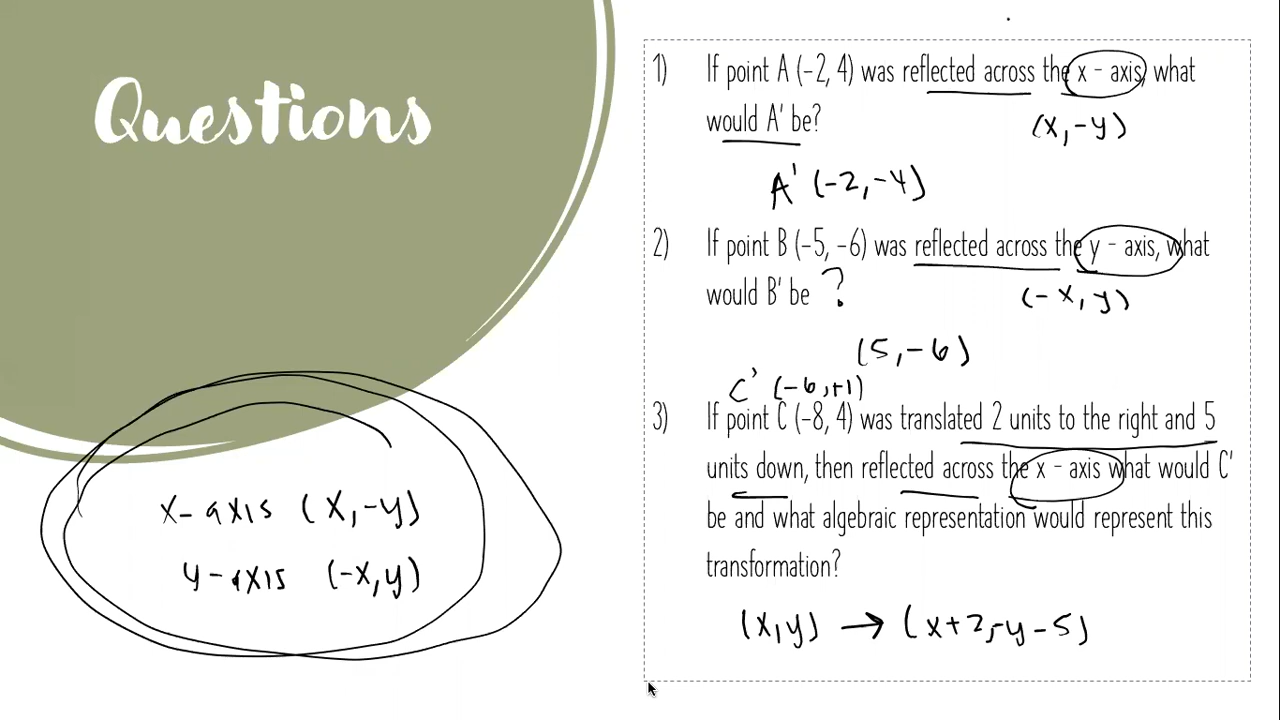 Questions
1) If point A (-2, 4) was reflected across the x - axis, what
would A' be?
(x, -y)
A' (-2, -4)
2) If point B (-5, -6) was reflected across the y - axis, what
would B' be ?
(-x, y)
(5, -6)
C' (-6, +1)
3) If point C (-8, 4) was translated 2 units to the right and 5
units down, then reflected across the x - axis what would C'
be and what algebraic representation would represent this
transformation?
(x, y) → (x+2, -y-5)
x-axis (x, -y)
y-axis (-x, y)